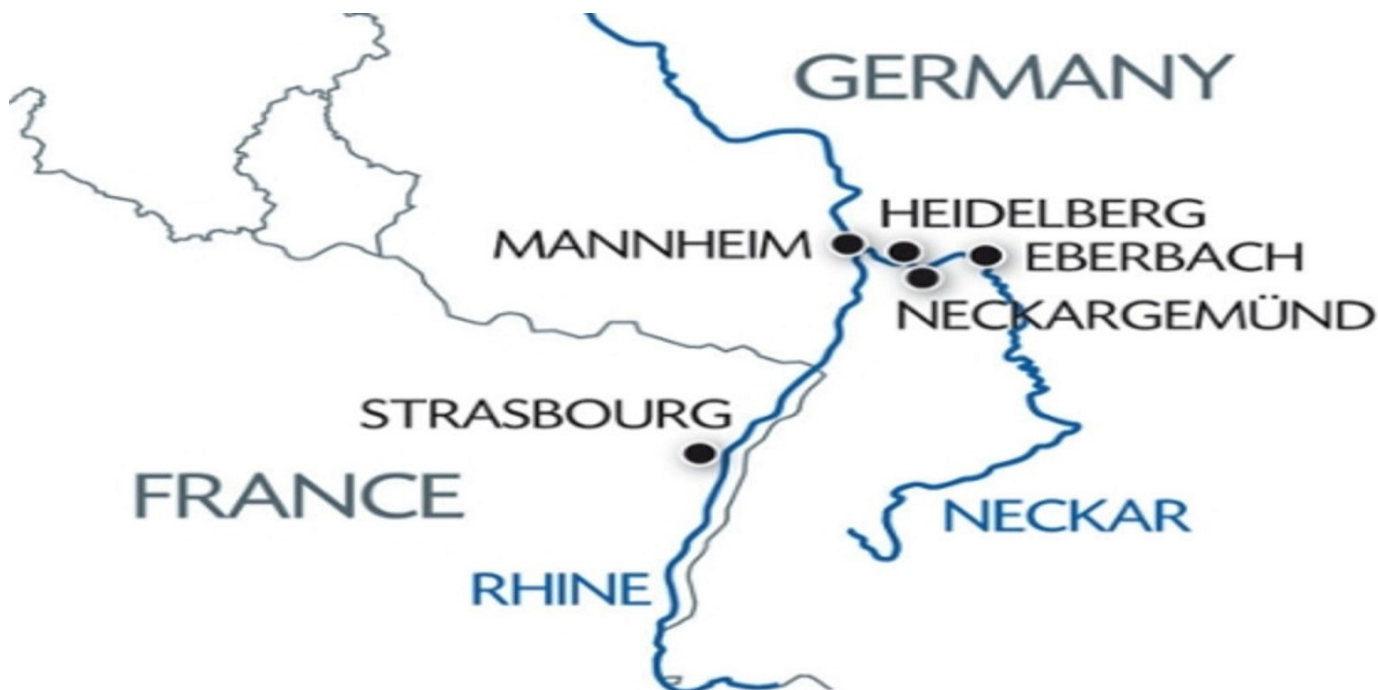 GERMANY
HEIDELBERG
MANNHEIM
EBERBACH
NECKARGEMÜND
STRASBOURG
FRANCE
NECKAR
RHINE